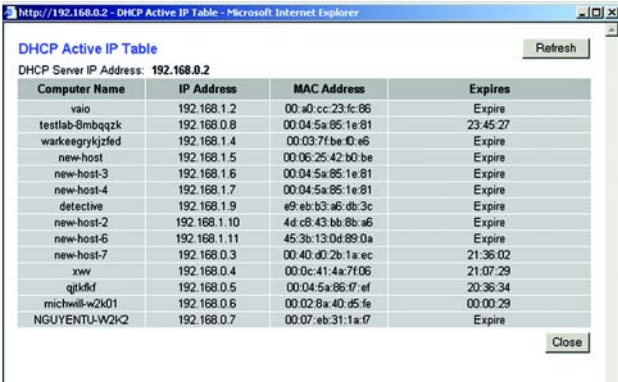 http://192.168.0.2 - DHCP Active IP Table - Microsoft Internet Explorer
DHCP Active IP Table
Refresh
DHCP Server IP Address: 192.168.0.2
Computer Name IP Address MAC Address Expires
vaio 192.168.1.2 00:a0:cc:23:fc:86 Expire
testlab-8mbqqzk 192.168.0.8 00:04:5a:85:1e:81 23:45:27
warkeegrykjzfed 192.168.1.4 00:03:7f:be:f0:e6 Expire
new-host 192.168.1.5 00:06:25:42:b0:be Expire
new-host-3 192.168.1.6 00:04:5a:85:1e:81 Expire
new-host-4 192.168.1.7 00:04:5a:85:1e:81 Expire
detective 192.168.1.9 e9:eb:b3:a6:db:3c Expire
new-host-2 192.168.1.10 4d:c8:43:bb:8b:a6 Expire
new-host-6 192.168.1.11 45:3b:13:0d:89:0a Expire
new-host-7 192.168.0.3 00:40:d0:2b:1a:ec 21:36:02
xwv 192.168.0.4 00:0c:41:4a:7f:06 21:07:29
qjtkfkf 192.168.0.5 00:04:5a:86:f7:ef 20:36:34
michwill-w2k01 192.168.0.6 00:02:8a:40:d5:fe 00:00:29
NGUYENTU-W2K2 192.168.0.7 00:07:eb:31:1a:f7 Expire
Close